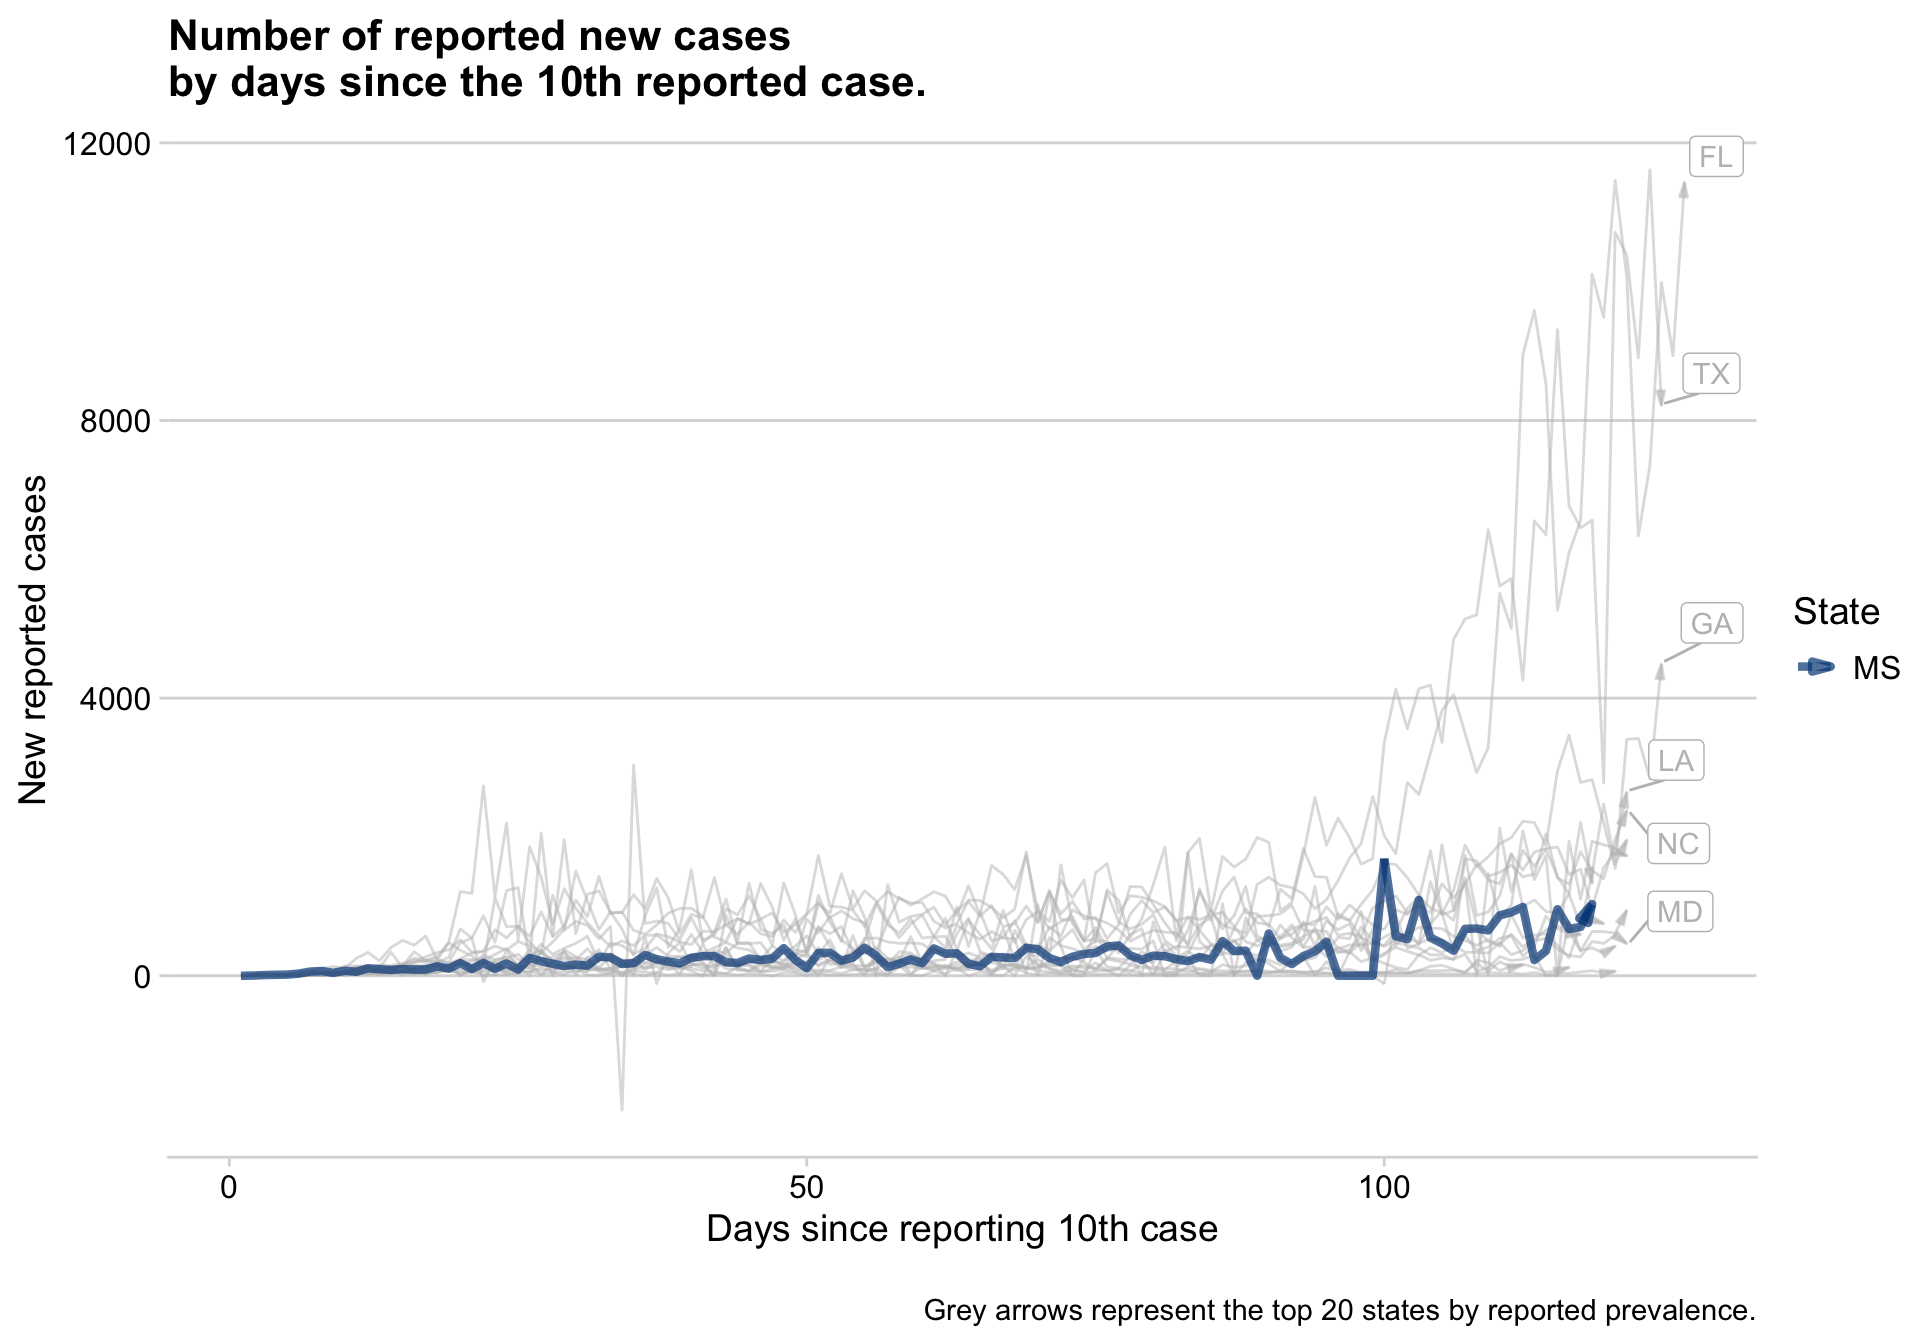 Number of reported new cases
by days since the 10th reported case.
12000
8000
4000
0
New reported cases
FL
TX
GA
LA
NC
MD
State
MS
0
50
100
Days since reporting 10th case
Grey arrows represent the top 20 states by reported prevalence.